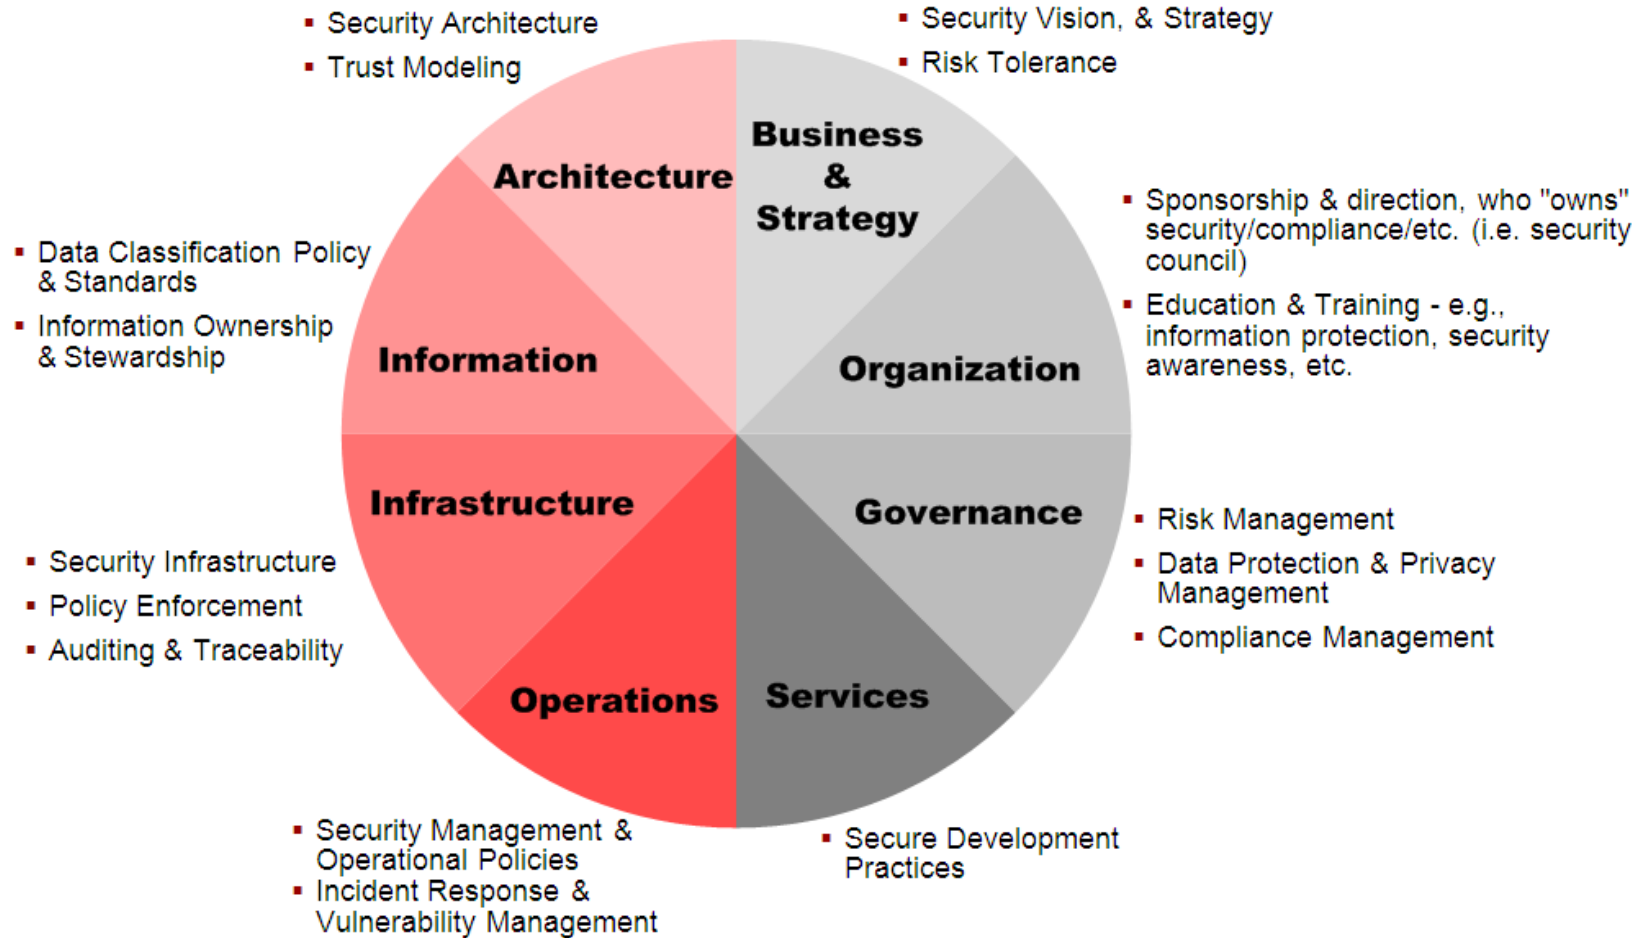 Security Architecture
Trust Modeling
Security Vision, & Strategy
Risk Tolerance
Business
&
Strategy
Architecture
Sponsorship & direction, who "owns"
security/compliance/etc. (i.e. security
council)
Education & Training - e.g.,
information protection, security
awareness, etc.
Data Classification Policy
& Standards
Information Ownership
& Stewardship
Information
Organization
Infrastructure
Governance
Risk Management
Data Protection & Privacy
Management
Compliance Management
Security Infrastructure
Policy Enforcement
Auditing & Traceability
Operations
Services
Security Management &
Operational Policies
Incident Response &
Vulnerability Management
Secure Development
Practices